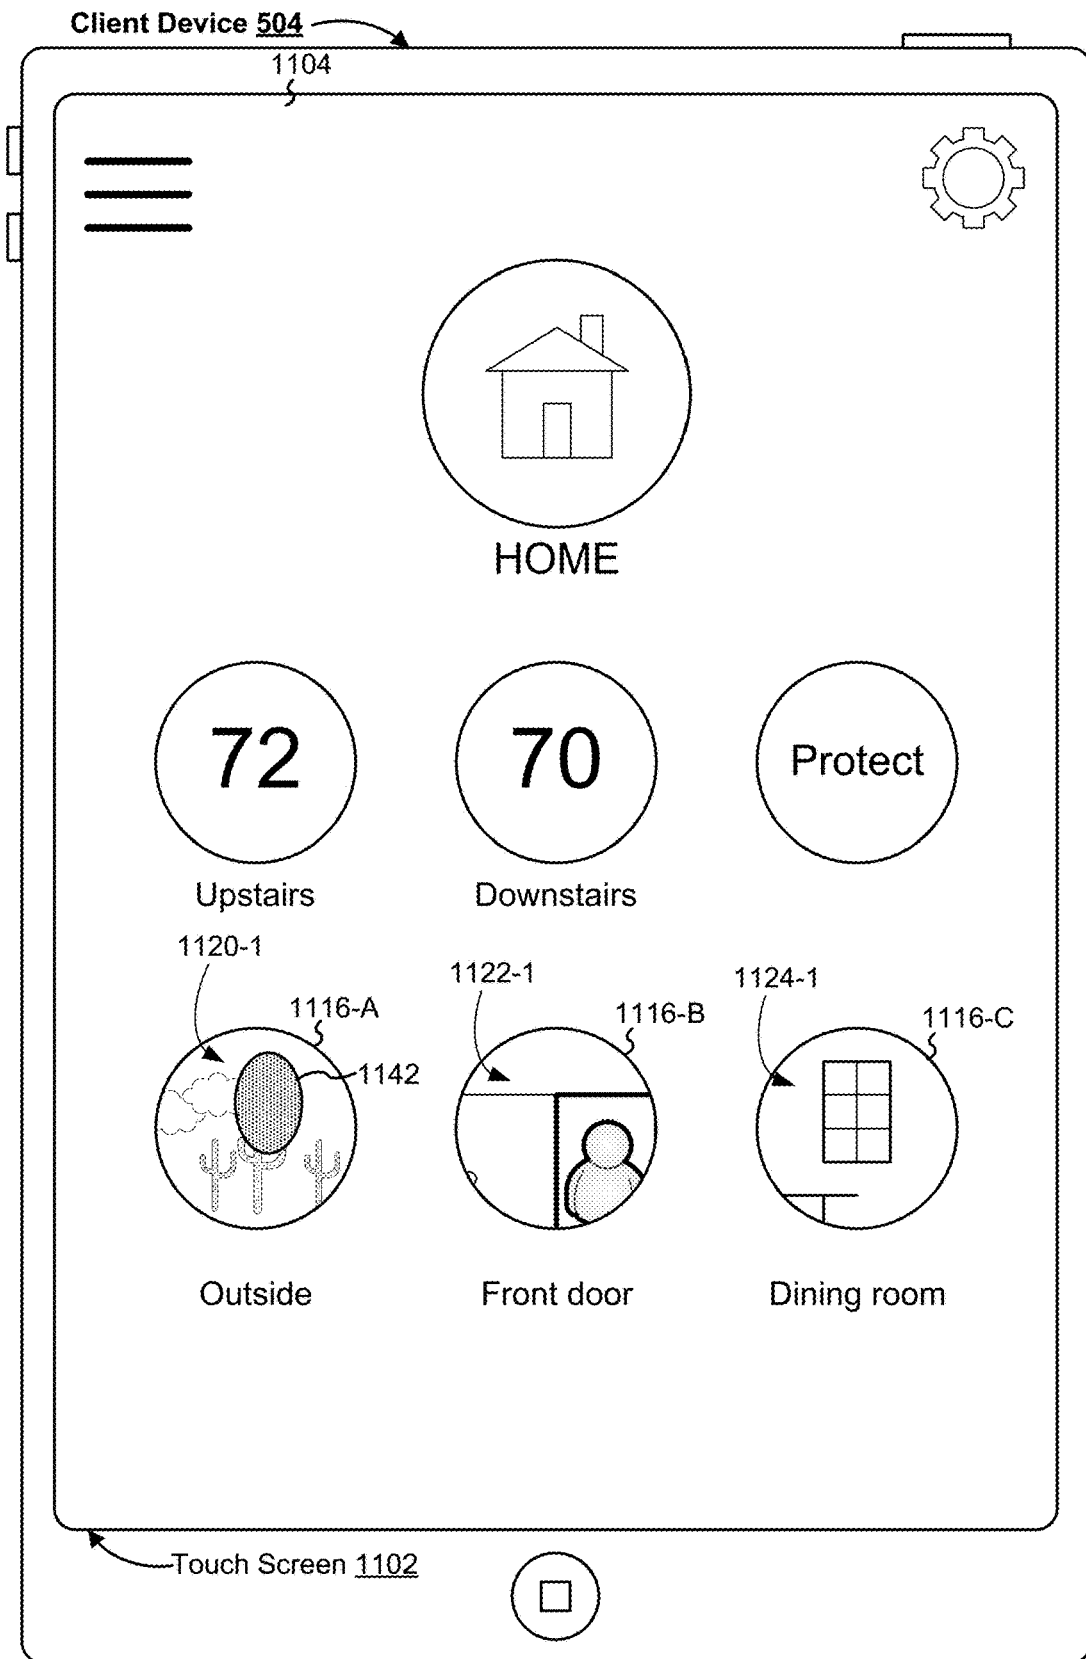 Client Device 504
1104
HOME
72
70
Protect
Upstairs
Downstairs
1120-1
1122-1
1124-1
1116-A
1116-B
1116-C
1142
Outside
Front door
Dining room
Touch Screen 1102